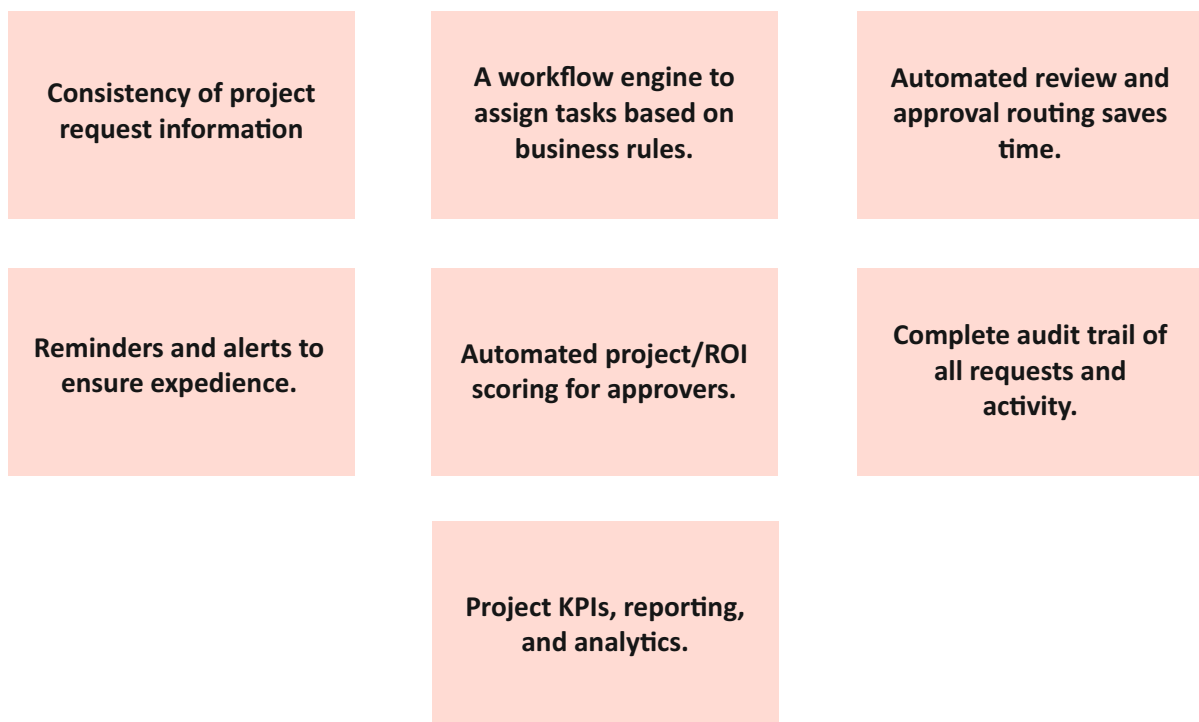 Consistency of project
request information
A workflow engine to
assign tasks based on
business rules.
Automated review and
approval routing saves
time.
Reminders and alerts to
ensure expedience.
Automated project/ROI
scoring for approvers.
Complete audit trail of
all requests and
activity.
Project KPIs, reporting,
and analytics.